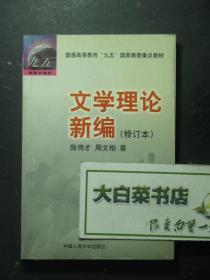 普通高等教育“九五”国家教委重点教材
九五
文学理论
新编(修订本)
陈传才 周文柏 著
大白菜书店
中国人民大学出版社